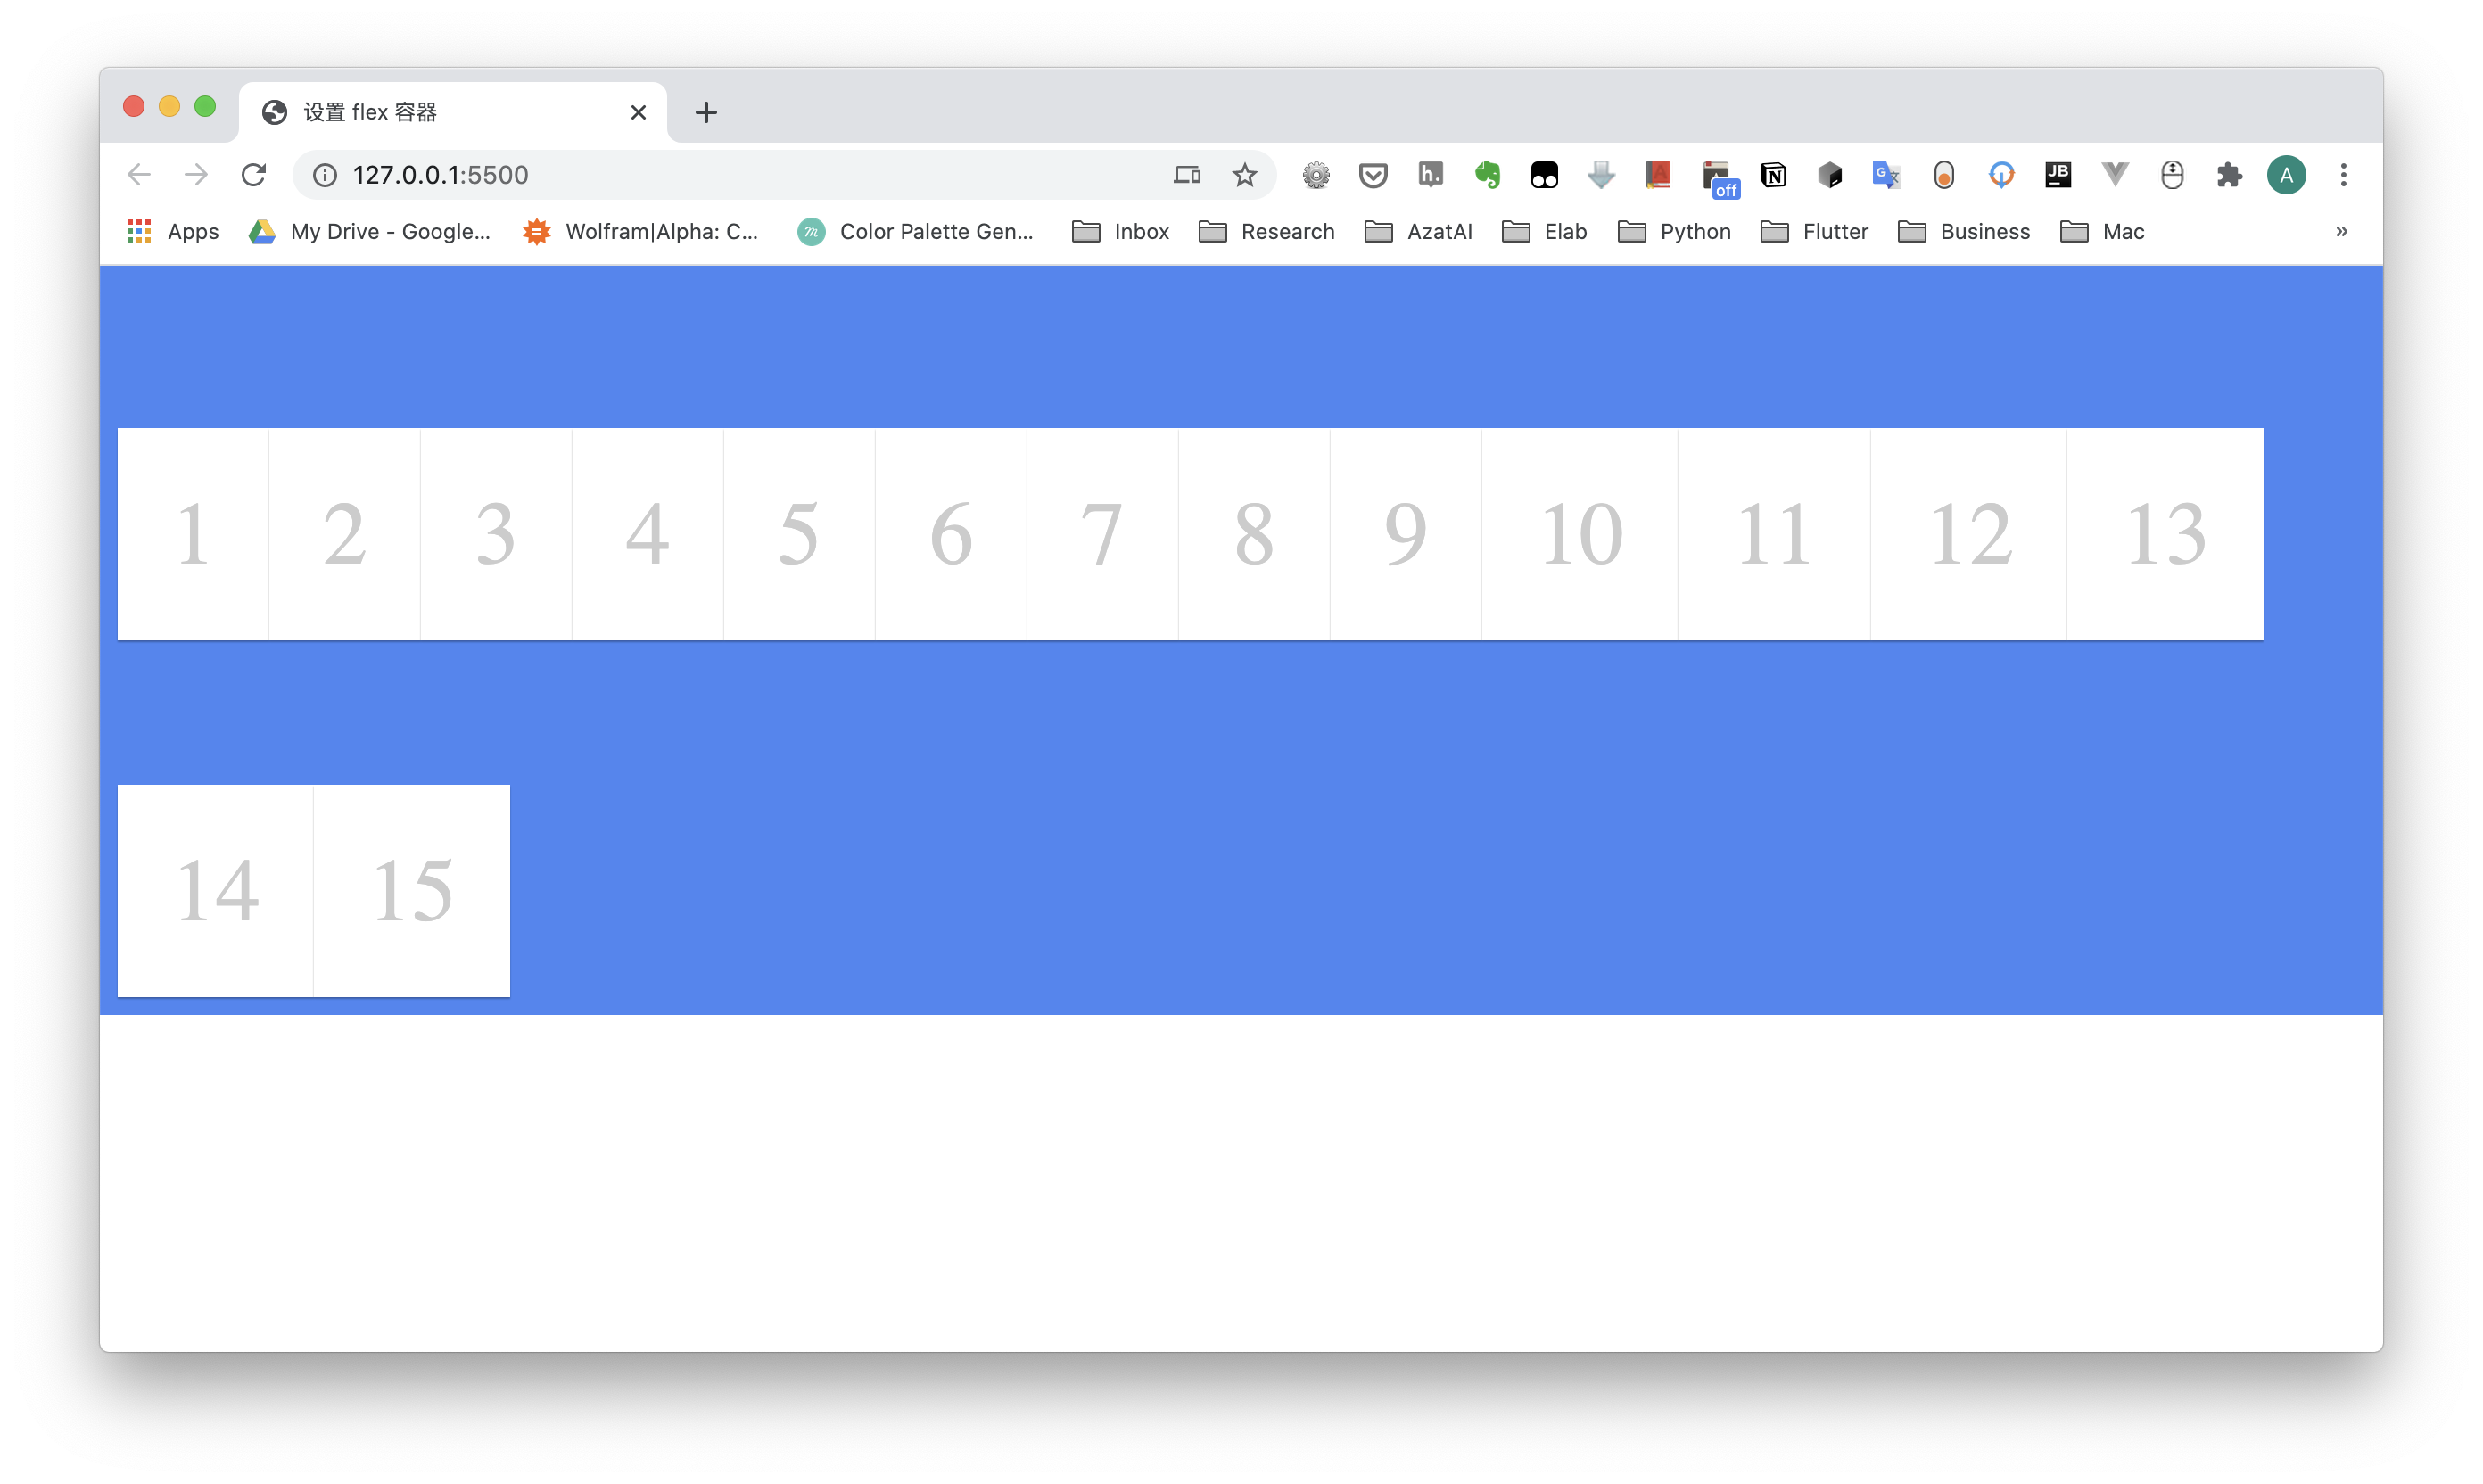 设置 flex 容器
127.0.0.1:5500
h.
A
off
N
G 文
JB
A
Apps
My Drive - Google...
Wolfram|Alpha: C...
m
Color Palette Gen...
Inbox
Research
AzatAI
Elab
Python
Flutter
Business
Mac
»
1 2 3 4 5 6 7 8 9 10 11 12 13
14 15